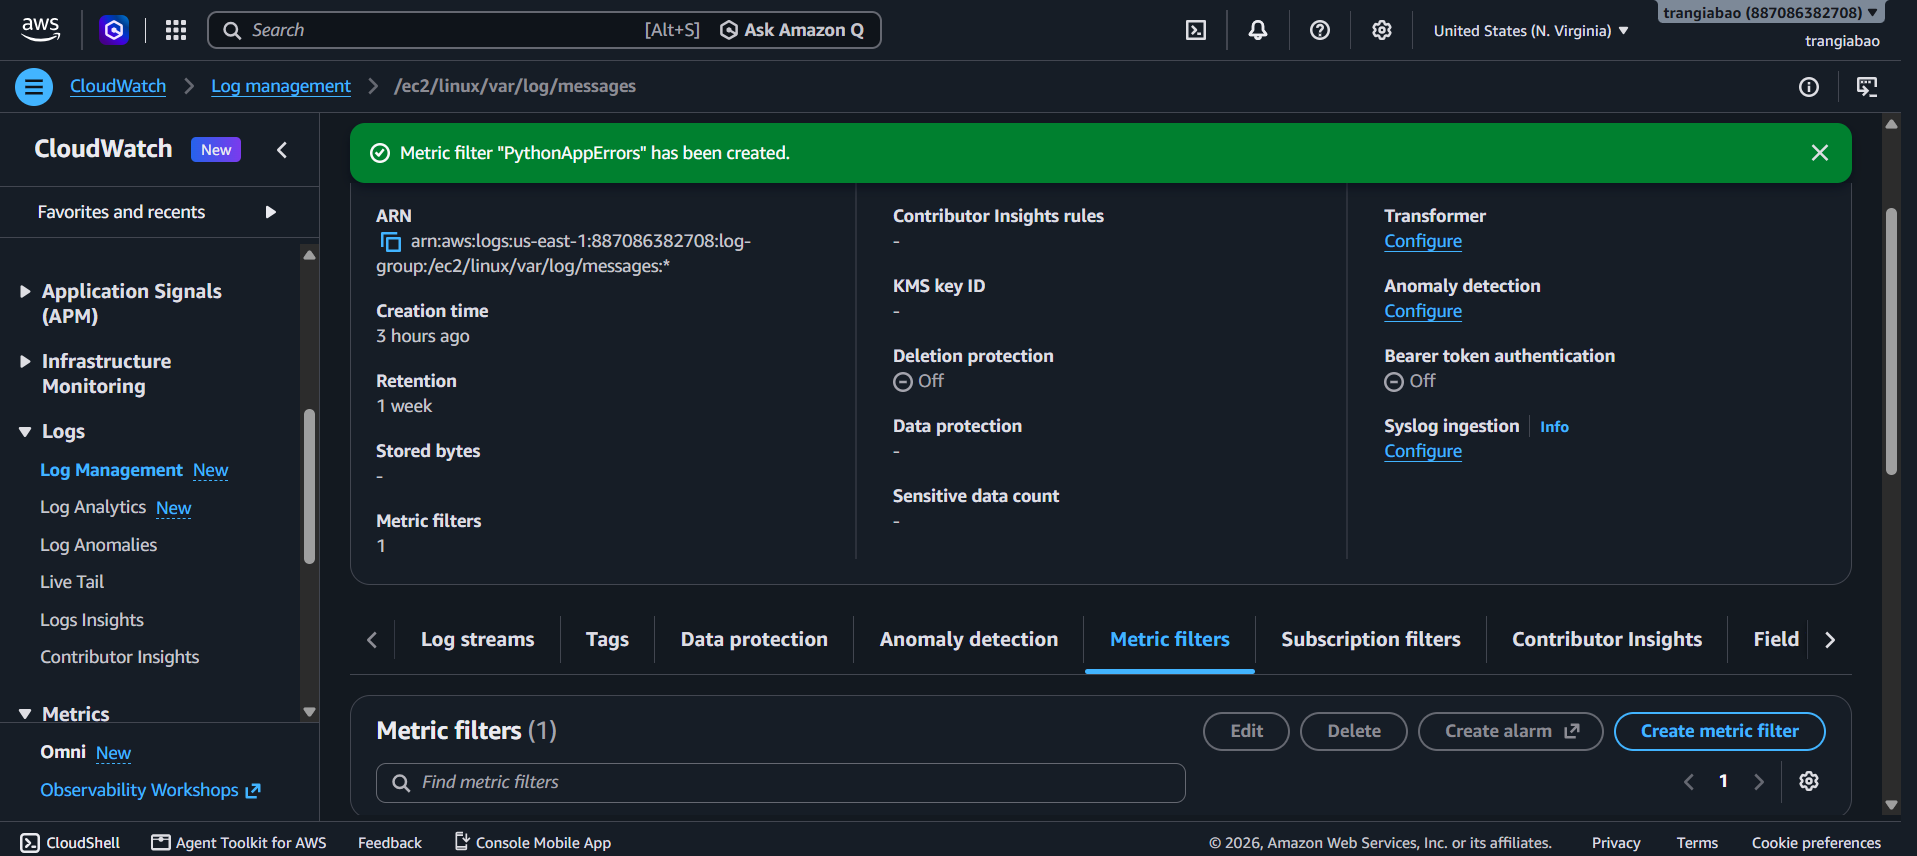 aws
Search
[Alt+S]
Ask Amazon Q
United States (N. Virginia)
trangiabao (887086382708)
trangiabao
CloudWatch
Log management
/ec2/linux/var/log/messages
CloudWatch
New
Favorites and recents
Application Signals
(APM)
Infrastructure
Monitoring
Logs
Log Management New
Log Analytics New
Log Anomalies
Live Tail
Logs Insights
Contributor Insights
Metrics
Omni New
Observability Workshops
Metric filter "PythonAppErrors" has been created.
ARN
arn:aws:logs:us-east-1:887086382708:log-
group:/ec2/linux/var/log/messages:*
Creation time
3 hours ago
Retention
1 week
Stored bytes
-
Metric filters
1
Contributor Insights rules
-
KMS key ID
-
Deletion protection
Off
Data protection
-
Sensitive data count
-
Transformer
Configure
Anomaly detection
Configure
Bearer token authentication
Off
Syslog ingestion Info
Configure
Log streams
Tags
Data protection
Anomaly detection
Metric filters
Subscription filters
Contributor Insights
Field
Metric filters (1)
Edit
Delete
Create alarm
Create metric filter
Find metric filters
1
CloudShell
Agent Toolkit for AWS
Feedback
Console Mobile App
© 2026, Amazon Web Services, Inc. or its affiliates.
Privacy
Terms
Cookie preferences